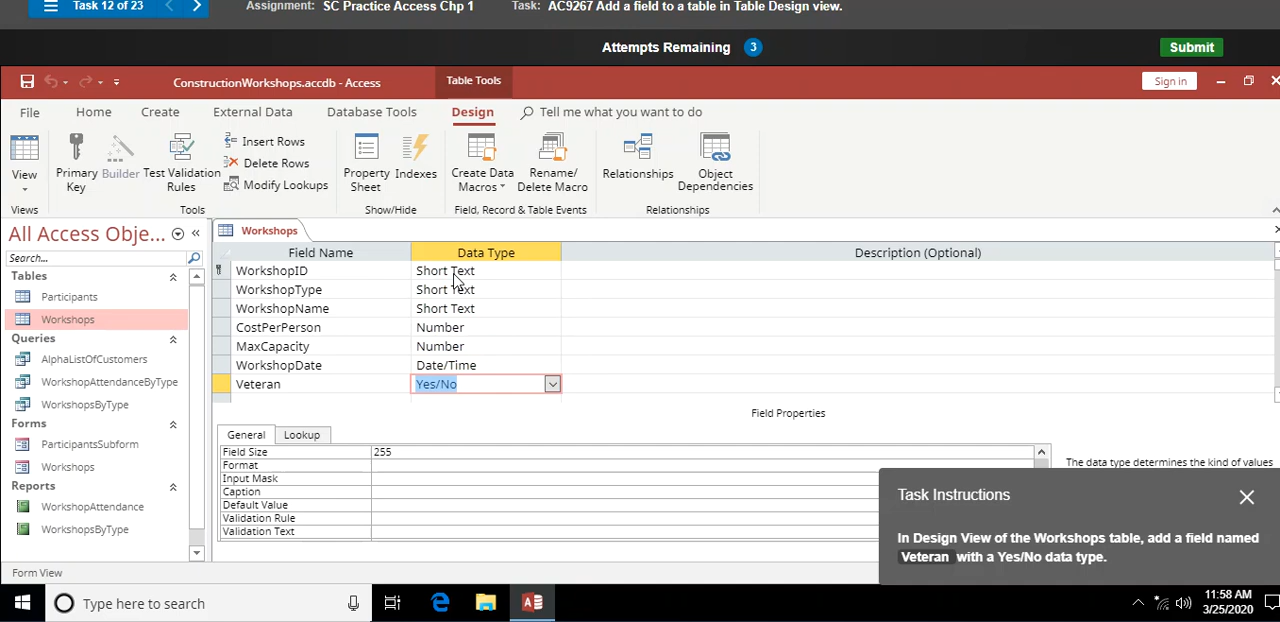 Task 12 of 23
Assignment: SC Practice Access Chp 1
Task: AC9267 Add a field to a table in Table Design view.
Attempts Remaining 3
Submit
ConstructionWorkshops.accdb - Access
Table Tools
Sign in
File
Home
Create
External Data
Database Tools
Design
Tell me what you want to do
View
Primary
Key
Builder
Test Validation
Rules
Insert Rows
Delete Rows
Modify Lookups
Property
Sheet
Indexes
Create Data
Macros
Rename/
Delete Macro
Relationships
Object
Dependencies
Views
Tools
Show/Hide
Field, Record & Table Events
Relationships
All Access Obje...
Search...
Tables
Participants
Workshops
Queries
AlphaListOfCustomers
WorkshopAttendanceByType
WorkshopsByType
Forms
ParticipantsSubform
Workshops
Reports
WorkshopAttendance
WorkshopsByType
Workshops
Field Name Data Type Description (Optional)
WorkshopID Short Text
WorkshopType Short Text
WorkshopName Short Text
CostPerPerson Number
MaxCapacity Number
WorkshopDate Date/Time
Veteran Yes/No
Field Properties
General Lookup
Field Size 255
Format
Input Mask
Caption
Default Value
Validation Rule
Validation Text
The data type determines the kind of values
Task Instructions
In Design View of the Workshops table, add a field named
Veteran with a Yes/No data type.
Form View
Type here to search
11:58 AM
3/25/2020